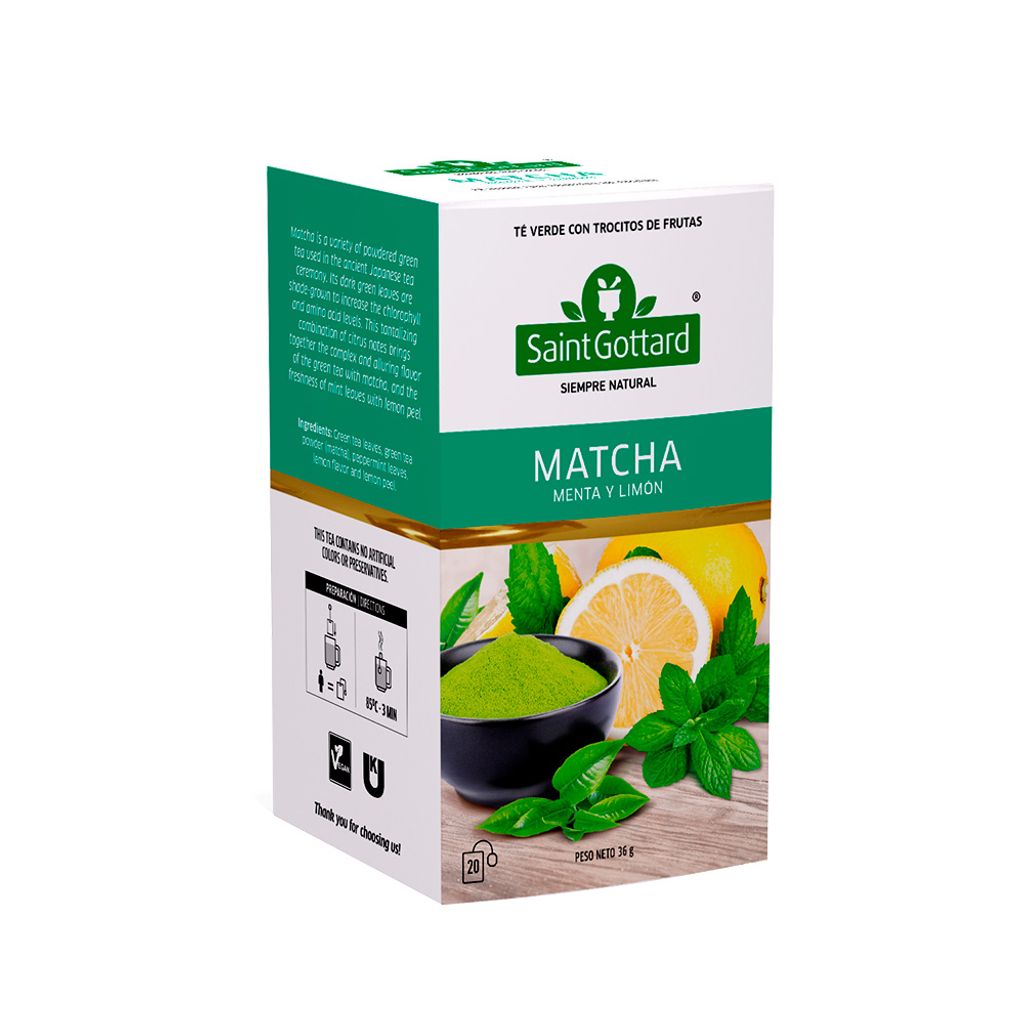 MATCHA
TÉ VERDE CON TROCITOS DE FRUTAS
SaintGottard
®
SIEMPRE NATURAL
MATCHA
MENTA Y LIMÓN
20
PESO NETO 36 g
Matcha is a variety of powdered green
tea used in the ancient Japanese tea
ceremony. Its dark green leaves are
shade-grown to increase the chlorophyll
and amino acid levels. This tantalizing
combination of citrus notes brings
together the complex and alluring flavor
of the green tea with matcha, and the
freshness of mint leaves with lemon peel.
Ingredients: Green tea leaves, green tea
powder (matcha), peppermint leaves,
lemon flavor and lemon peel.
THIS TEA CONTAINS NO ARTIFICIAL
COLORS OR PRESERVATIVES.
PREPARACIÓN | DIRECTIONS
85ºC - 3 MIN
VEGAN
K U
Thank you for choosing us!